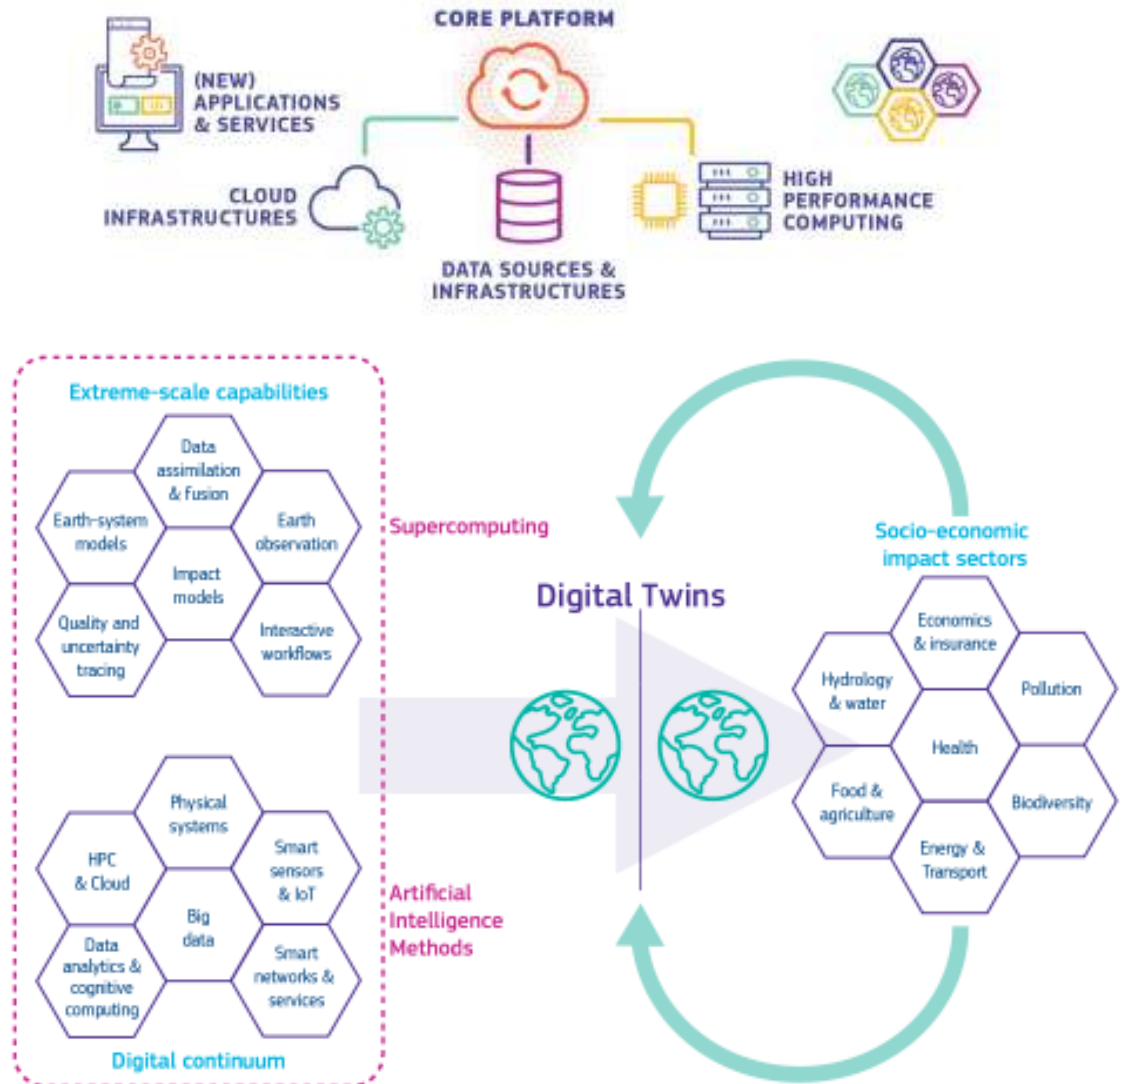 CORE PLATFORM
(NEW)
APPLICATIONS
& SERVICES
CLOUD
INFRASTRUCTURES
DATA SOURCES &
INFRASTRUCTURES
HIGH
PERFORMANCE
COMPUTING
Extreme-scale capabilities
Data
assimilation
& Fusion
Earth-system
models
Earth
observation
Impact
models
Quality and
uncertainty
tracing
Interactive
workflows
Supercomputing
Physical
systems
HPC
& Cloud
Smart
sensors
& IoT
Big
data
Data
analytics &
cognitive
computing
Smart
networks &
services
Artificial
Intelligence
Methods
Digital continuum
Digital Twins
Socio-economic
impact sectors
Economics
& insurance
Hydrology
& water
Pollution
Health
Food &
agriculture
Biodiversity
Energy &
Transport